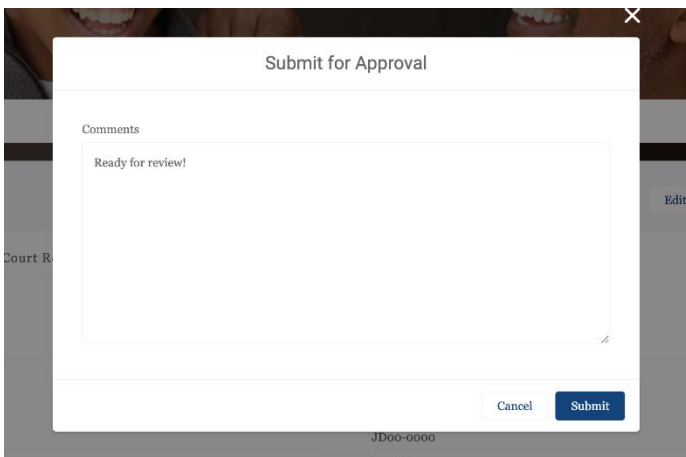 Submit for Approval
Comments
Ready for review!
Edit
Court R
Cancel
Submit
JD00-0000